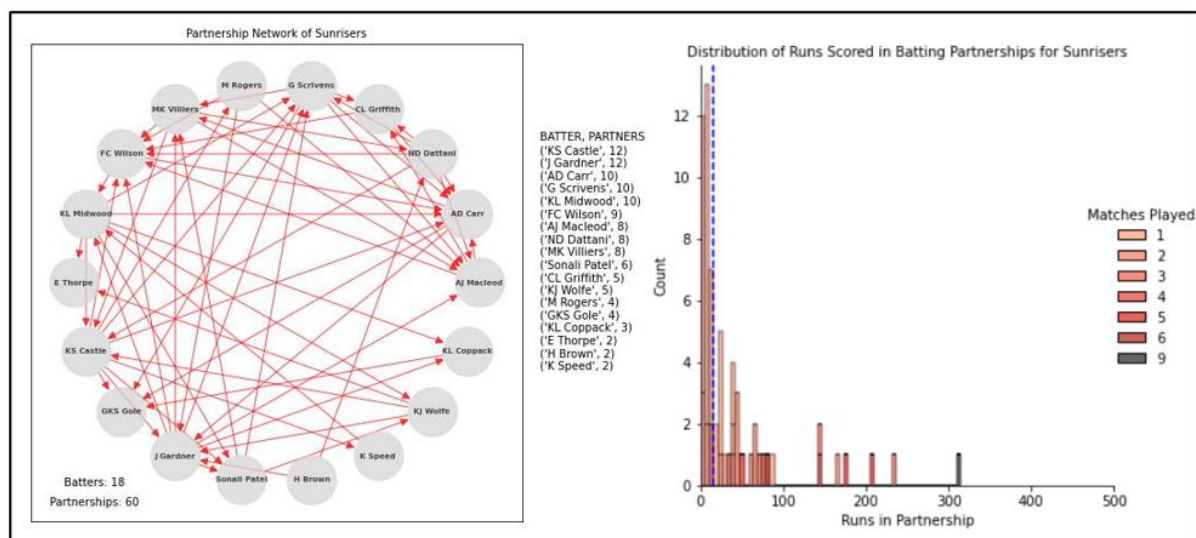 Partnership Network of Sunrisers
M Rogers
G Scrivens
MK Villiers
CL Griffith
FC Wilson
ND Dattani
KL Midwood
AD Carr
E Thorpe
AJ Macleod
KS Castle
KL Coppack
GKS Gole
KJ Wolfe
J Gardner
K Speed
Sonali Patel
H Brown
Batters: 18
Partnerships: 60
BATTER, PARTNERS
('KS Castle', 12)
('J Gardner', 12)
('AD Carr', 10)
('G Scrivens', 10)
('KL Midwood', 10)
('FC Wilson', 9)
('AJ Macleod', 8)
('ND Dattani', 8)
('MK Villiers', 8)
('Sonali Patel', 6)
('CL Griffith', 5)
('KJ Wolfe', 5)
('M Rogers', 4)
('GKS Gole', 4)
('KL Coppack', 3)
('E Thorpe', 2)
('H Brown', 2)
('K Speed', 2)
Distribution of Runs Scored in Batting Partnerships for Sunrisers
Count
12
10
8
6
4
2
0
0
100
200
300
400
500
Runs in Partnership
Matches Played
1
2
3
4
5
6
9